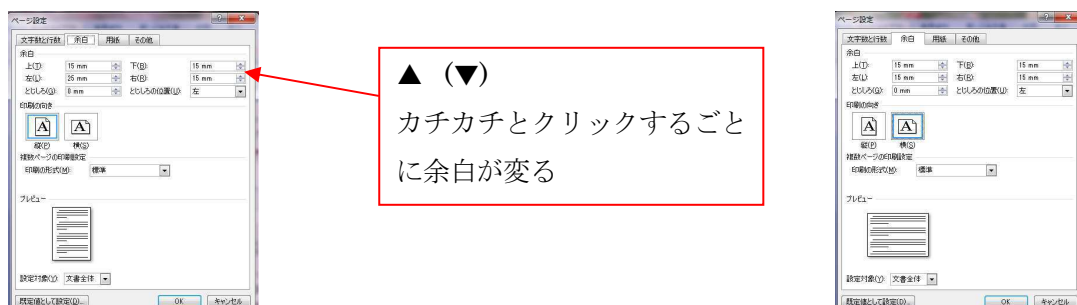 ページ設定
文字数と行数 余白 用紙 その他
余白
上(T): 15 mm 下(B): 15 mm
左(L): 25 mm 右(R): 15 mm
とじしろ(G): 0 mm とじしろの位置(U): 左
印刷の向き
縦(P) 横(S)
複数ページの印刷設定
印刷の形式(M): 標準
プレビュー
設定対象(Y): 文書全体
既定値として設定(D)... OK キャンセル
▲ (▼)
カチカチとクリックするごと
に余白が変る
ページ設定
文字数と行数 余白 用紙 その他
余白
上(T): 15 mm 下(B): 15 mm
左(L): 15 mm 右(R): 15 mm
とじしろ(G): 0 mm とじしろの位置(U): 左
印刷の向き
縦(P) 横(S)
複数ページの印刷設定
印刷の形式(M): 標準
プレビュー
設定対象(Y): 文書全体
既定値として設定(D)... OK キャンセル